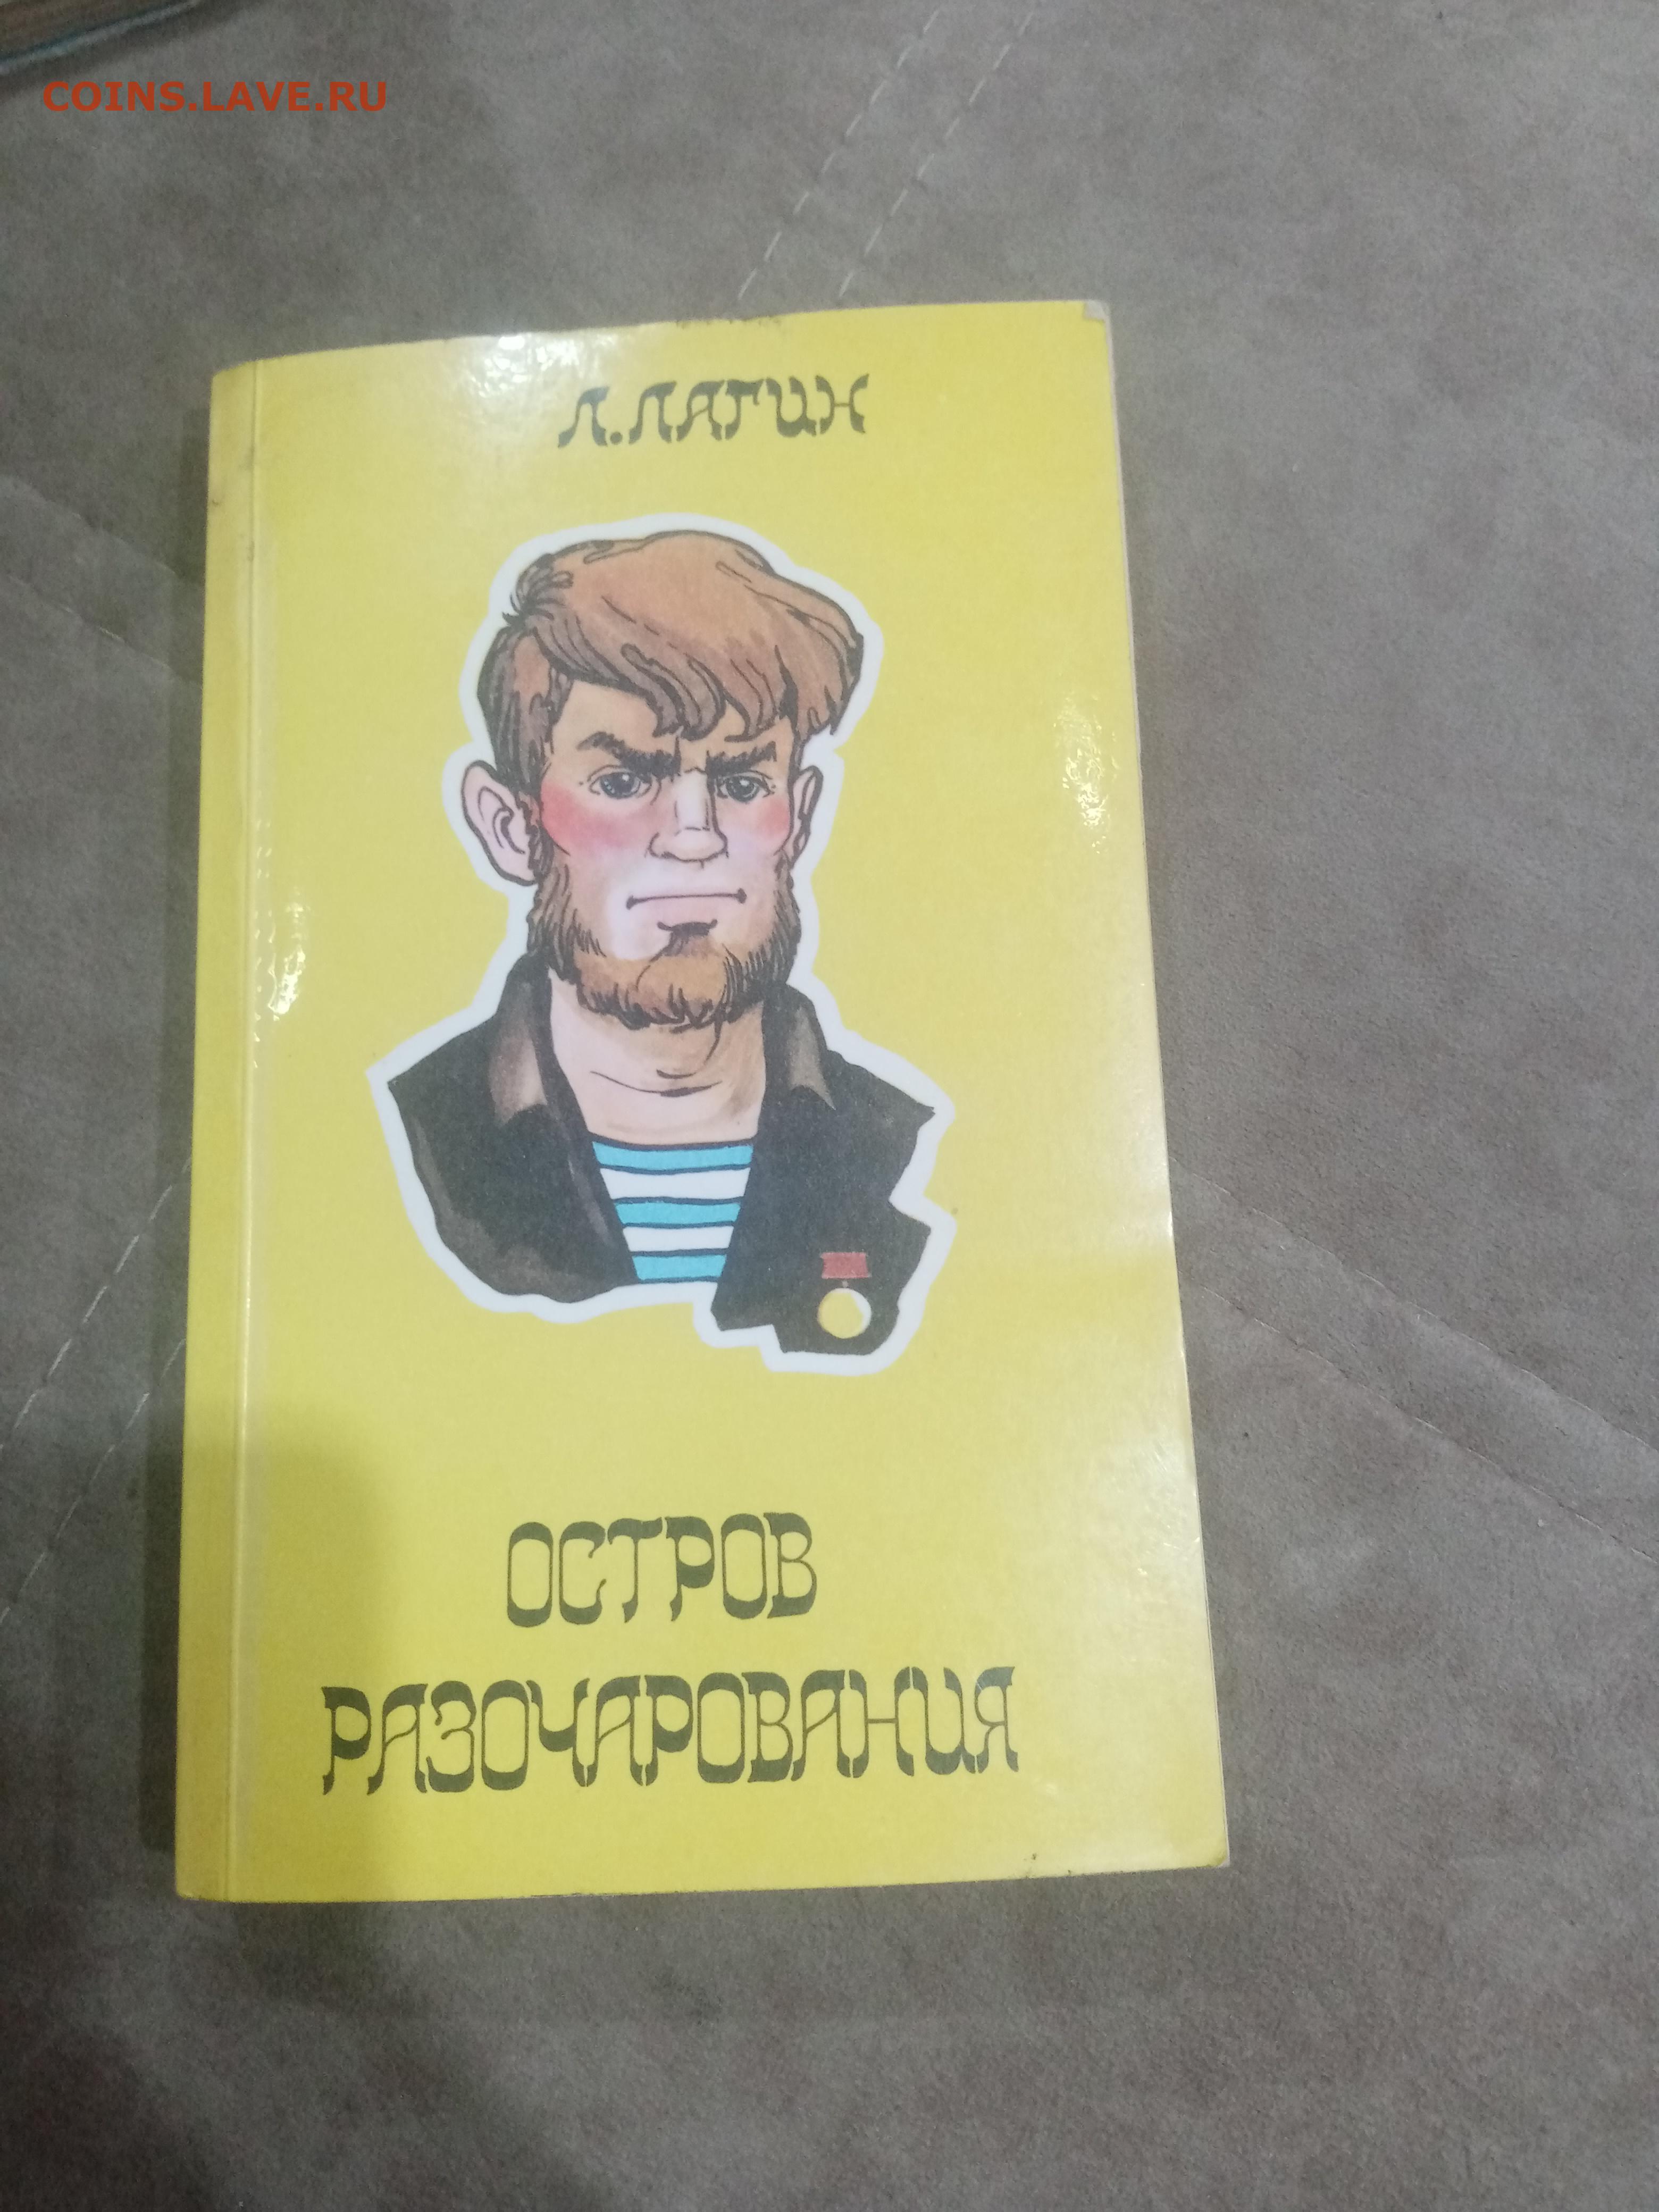 COINS.LAVE.RU
Л.ЛАГИН
ОСТРОВ
РАЗОЧАРОВАНИЯ